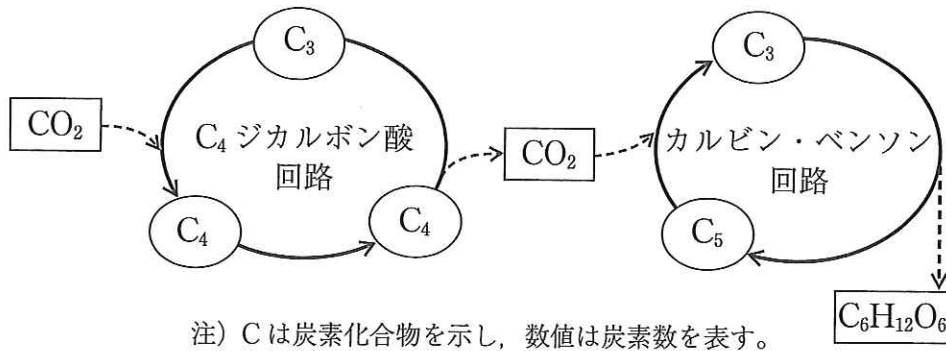 C₃
CO₂
C₄ ジカルボン酸
回路
C₄
C₄
CO₂
C₃
カルビン・ベンソン
回路
C₅
C₆H₁₂O₆
注）C は炭素化合物を示し，数値は炭素数を表す。